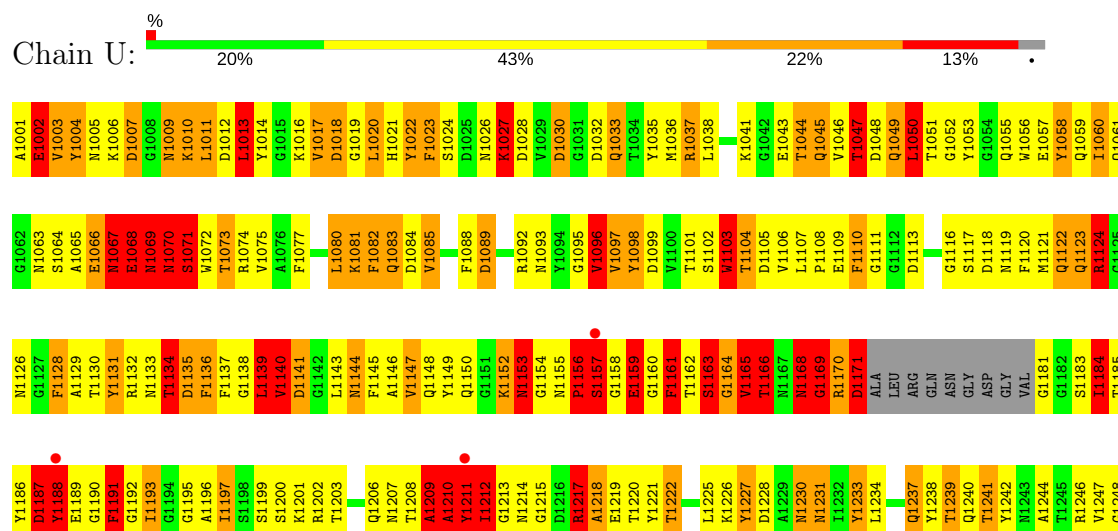 %
Chain U:
20% 43% 22% 13% •
A1001 E1002 V1003 Y1004 N1005 K1006 D1007 G1008 N1009 K1010 L1011 D1012 L1013 Y1014 G1015 K1016 V1017 D1018 G1019 L1020 H1021 Y1022 F1023 S1024 D1025 N1026 K1027 D1028 V1029 D1030 G1031 D1032 Q1033 T1034 Y1035 M1036 R1037 L1038 K1041 G1042 E1043 T1044 Q1045 V1046 T1047 D1048 Q1049 L1050 T1051 G1052 Y1053 G1054 Q1055 W1056 E1057 Y1058 Q1059 I1060
G1062 N1063 S1064 A1065 E1066 N1067 E1068 N1069 N1070 S1071 W1072 T1073 R1074 V1075 A1076 F1077 L1080 K1081 F1082 Q1083 D1084 V1085 F1088 D1089 R1092 N1093 Y1094 G1095 V1096 V1097 Y1098 D1099 V1100 T1101 S1102 W1103 T1104 D1105 V1106 L1107 P1108 E1109 F1110 G1111 G1112 D1113 G1116 S1117 D1118 N1119 F1120 M1121 Q1122 Q1123 R1124 G1125
N1126 G1127 F1128 A1129 T1130 Y1131 R1132 N1133 T1134 D1135 F1136 F1137 G1138 L1139 V1140 D1141 G1142 L1143 N1144 F1145 A1146 V1147 Q1148 Y1149 Q1150 G1151 K1152 N1153 G1154 N1155 P1156 S1157 G1158 E1159 G1160 F1161 T1162 S1163 G1164 V1165 T1166 N1167 N1168 G1169 R1170 D1171 ALA LEU ARG GLN ASN GLY ASP GLY VAL G1181 G1182 S1183 I1184 T1185
Y1186 D1187 Y1188 E1189 G1190 F1191 G1192 I1193 G1194 G1195 A1196 I1197 S1198 S1199 S1200 K1201 R1202 T1203 Q1206 N1207 T1208 A1209 A1210 Y1211 I1212 G1213 N1214 G1215 D1216 R1217 A1218 E1219 T1220 Y1221 T1222 L1225 K1226 Y1227 D1228 A1229 N1230 N1231 I1232 Y1233 L1234 Q1237 Y1238 T1239 Q1240 T1241 Y1242 N1243 A1244 T1245 R1246 V1247